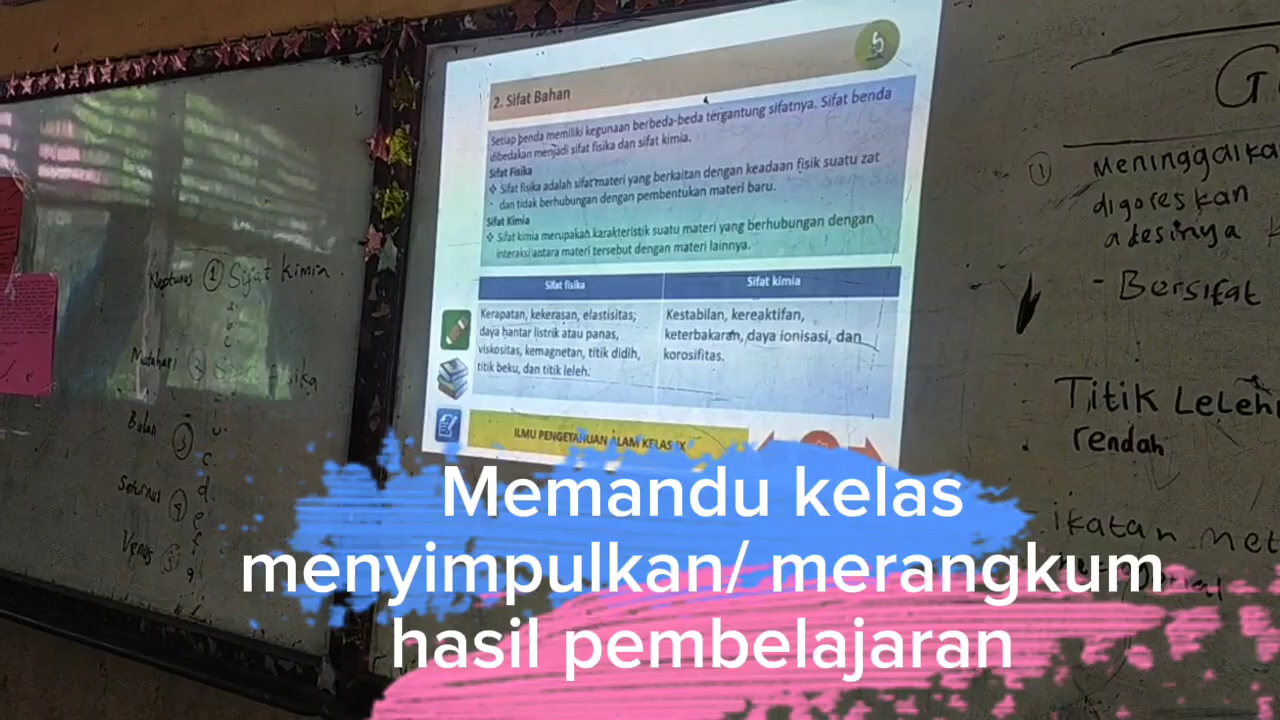 2. Sifat Bahan
Setiap benda memiliki kegunaan berbeda-beda tergantung sifatnya. Sifat benda
dibedakan menjadi sifat fisika dan sifat kimia.
Sifat Fisika
❖ Sifat fisika adalah sifat materi yang berkaitan dengan keadaan fisik suatu zat
dan tidak berhubungan dengan pembentukan materi baru.
Sifat Kimia
❖ Sifat kimia merupakan karakteristik suatu materi yang berhubungan dengan
interaksi antara materi tersebut dengan materi lainnya.
Sifat fisika
Kerapatan, kekerasan, elastisitas,
daya hantar listrik atau panas,
viskositas, kemagnetan, titik didih,
titik beku, dan titik leleh.
Sifat kimia
Kestabilan, kereaktifan,
keterbakaran, daya ionisasi, dan
korosifitas.
ILMU PENGETAHUAN ALAM KELAS IX
Neptunus ① Sifat kimia.
a.
b.
c.
Matahari ② Sifat fisika
Bulan ③
c.
d.
Saturnus ④
e
f
Venus ⑤
g
G
① Meninggalka
digoreskan
adesinya
- Bersifat
Titik Leleh
rendah
ikatan met
Memandu kelas
menyimpulkan/ merangkum
hasil pembelajaran